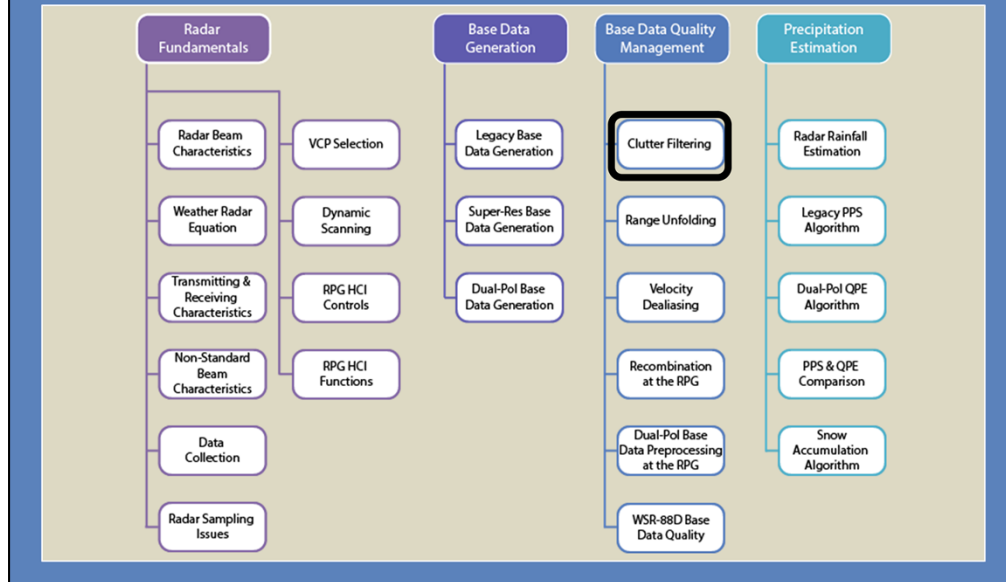 Radar
Fundamentals
Base Data
Generation
Base Data Quality
Management
Precipitation
Estimation
Radar Beam
Characteristics
Weather Radar
Equation
Transmitting &
Receiving
Characteristics
Non-Standard
Beam
Characteristics
Data
Collection
Radar Sampling
Issues
VCP Selection
Dynamic
Scanning
RPG HCI
Controls
RPG HCI
Functions
Legacy Base
Data Generation
Super-Res Base
Data Generation
Dual-Pol Base
Data Generation
Clutter Filtering
Range Unfolding
Velocity
Dealiasing
Recombination
at the RPG
Dual-Pol Base
Data Preprocessing
at the RPG
WSR-88D Base
Data Quality
Radar Rainfall
Estimation
Legacy PPS
Algorithm
Dual-Pol QPE
Algorithm
PPS & QPE
Comparison
Snow
Accumulation
Algorithm